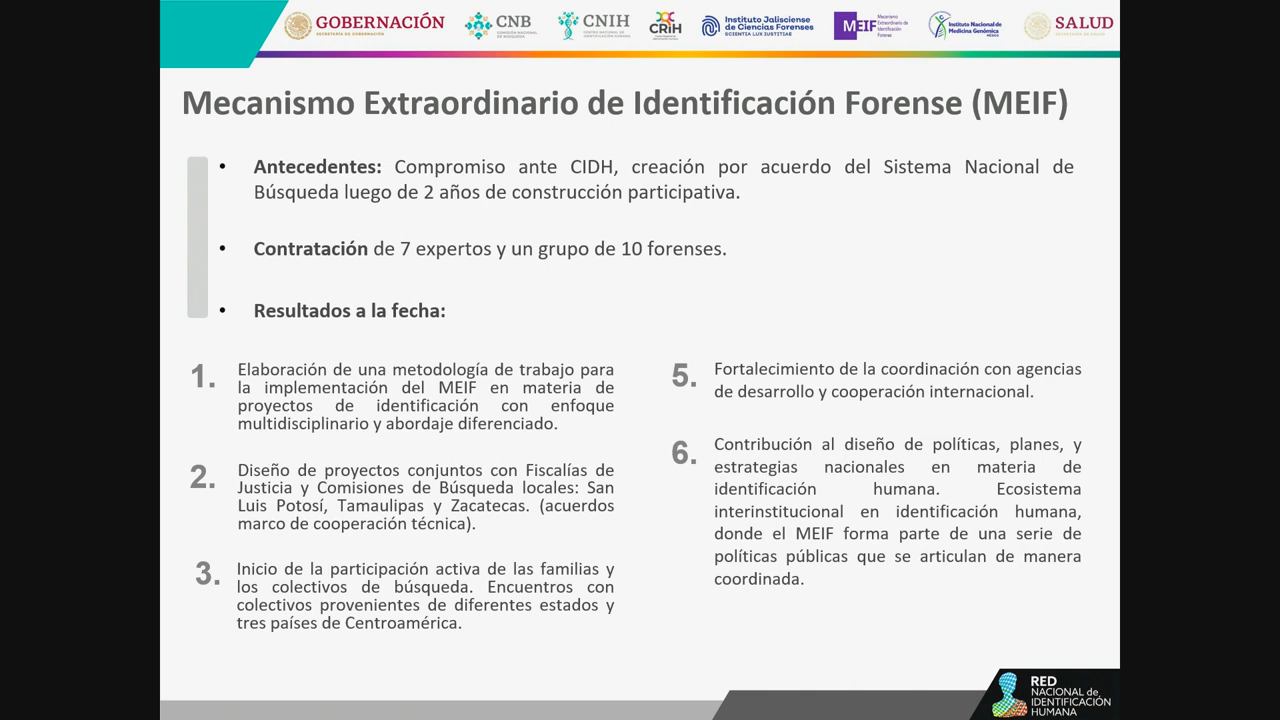 GOBERNACIÓN
SECRETARÍA DE GOBERNACIÓN
CNB
COMISIÓN NACIONAL
DE BÚSQUEDA
CNIH
CENTRO NACIONAL DE
IDENTIFICACIÓN HUMANA
CRIH
Instituto Jalisciense
de Ciencias Forenses
SCIENTIA LUX IUSTITIAE
MEIF
Mecanismo
Extraordinario de
Identificación
Forense
Instituto Nacional de
Medicina Genómica
MÉXICO
SALUD
SECRETARÍA DE SALUD
Mecanismo Extraordinario de Identificación Forense (MEIF)
• Antecedentes: Compromiso ante CIDH, creación por acuerdo del Sistema Nacional de
Búsqueda luego de 2 años de construcción participativa.
• Contratación de 7 expertos y un grupo de 10 forenses.
• Resultados a la fecha:
1. Elaboración de una metodología de trabajo para
la implementación del MEIF en materia de
proyectos de identificación con enfoque
multidisciplinario y abordaje diferenciado.
2. Diseño de proyectos conjuntos con Fiscalías de
Justicia y Comisiones de Búsqueda locales: San
Luis Potosí, Tamaulipas y Zacatecas. (acuerdos
marco de cooperación técnica).
3. Inicio de la participación activa de las familias y
los colectivos de búsqueda. Encuentros con
colectivos provenientes de diferentes estados y
tres países de Centroamérica.
5. Fortalecimiento de la coordinación con agencias
de desarrollo y cooperación internacional.
6. Contribución al diseño de políticas, planes, y
estrategias nacionales en materia de
identificación humana. Ecosistema
interinstitucional en identificación humana,
donde el MEIF forma parte de una serie de
políticas públicas que se articulan de manera
coordinada.
RED
NACIONAL de
IDENTIFICACIÓN
HUMANA